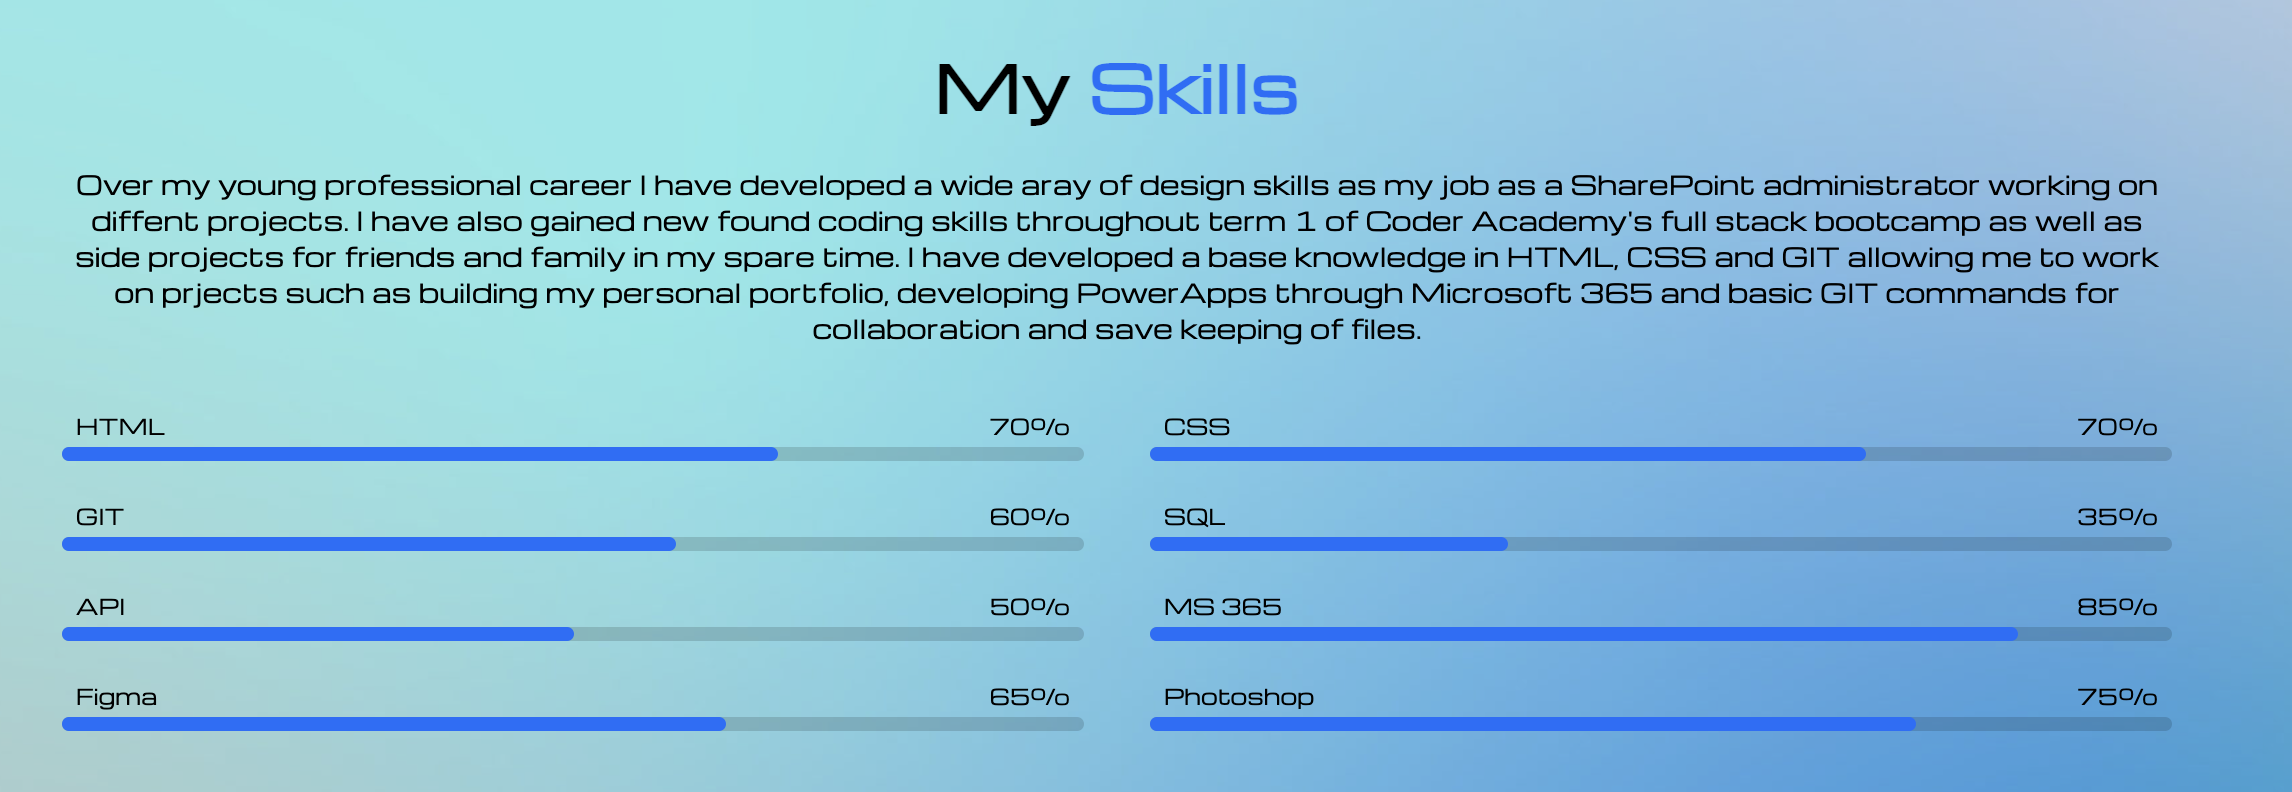 My Skills
Over my young professional career I have developed a wide aray of design skills as my job as a SharePoint administrator working on
diffent projects. I have also gained new found coding skills throughout term 1 of Coder Academy's full stack bootcamp as well as
side projects for friends and family in my spare time. I have developed a base knowledge in HTML, CSS and GIT allowing me to work
on prjects such as building my personal portfolio, developing PowerApps through Microsoft 365 and basic GIT commands for
collaboration and save keeping of files.
HTML 70% CSS 70%
GIT 60% SQL 35%
API 50% MS 365 85%
Figma 65% Photoshop 75%